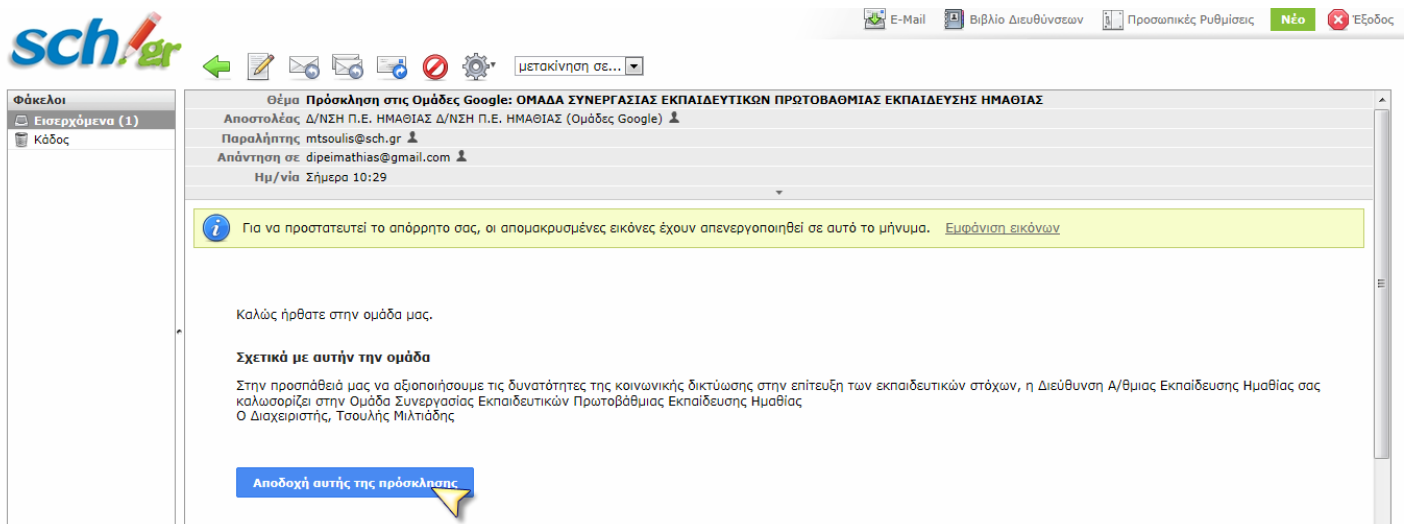 E-Mail Βιβλίο Διευθύνσεων Προσωπικές Ρυθμίσεις Νέο Έξοδος
sch.gr
μετακίνηση σε...
Φάκελοι
Εισερχόμενα (1)
Κάδος
Θέμα Πρόσκληση στις Ομάδες Google: ΟΜΑΔΑ ΣΥΝΕΡΓΑΣΙΑΣ ΕΚΠΑΙΔΕΥΤΙΚΩΝ ΠΡΩΤΟΒΑΘΜΙΑΣ ΕΚΠΑΙΔΕΥΣΗΣ ΗΜΑΘΙΑΣ
Αποστολέας Δ/ΝΣΗ Π.Ε. ΗΜΑΘΙΑΣ Δ/ΝΣΗ Π.Ε. ΗΜΑΘΙΑΣ (Ομάδες Google)
Παραλήπτης mtsoulis@sch.gr
Απάντηση σε dipeimathias@gmail.com
Ημ/νία Σήμερα 10:29
Για να προστατευτεί το απόρρητο σας, οι απομακρυσμένες εικόνες έχουν απενεργοποιηθεί σε αυτό το μήνυμα. Εμφάνιση εικόνων
Καλώς ήρθατε στην ομάδα μας.
Σχετικά με αυτήν την ομάδα
Στην προσπάθειά μας να αξιοποιήσουμε τις δυνατότητες της κοινωνικής δικτύωσης στην επίτευξη των εκπαιδευτικών στόχων, η Διεύθυνση Α/θμιας Εκπαίδευσης Ημαθίας σας
καλωσορίζει στην Ομάδα Συνεργασίας Εκπαιδευτικών Πρωτοβάθμιας Εκπαίδευσης Ημαθίας
Ο Διαχειριστής, Τσουλής Μιλτιάδης
Αποδοχή αυτής της πρόσκλησης